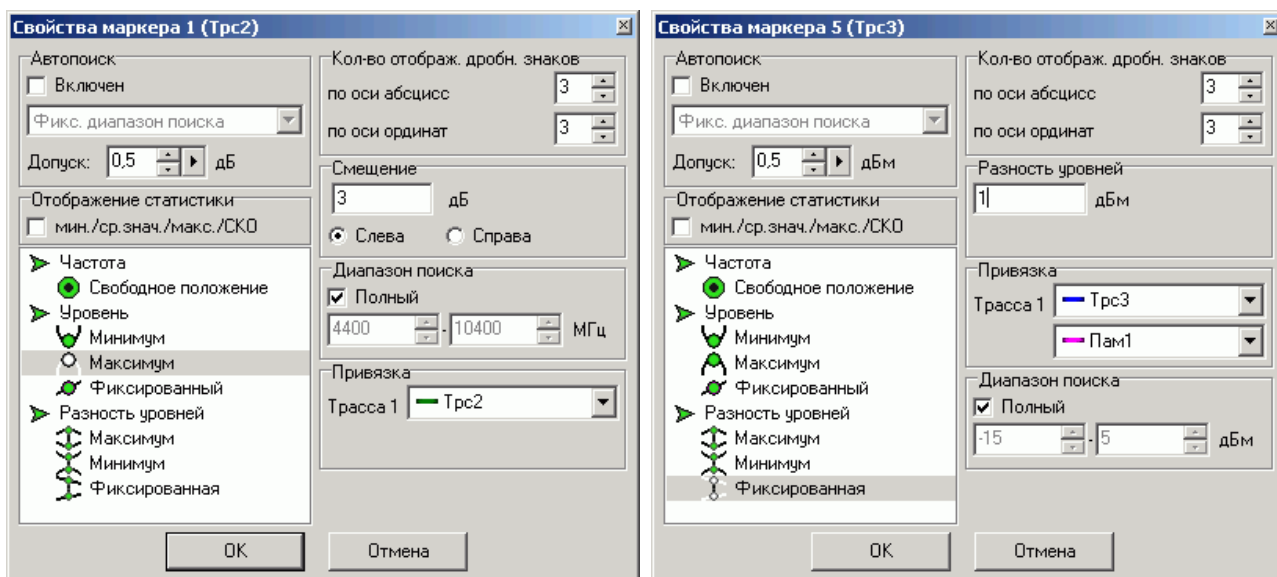 Свойства маркера 1 (Трс2)
Автопоиск
Включен
Фикс. диапазон поиска
Допуск: 0,5 дБ
Отображение статистики
мин./ср.знач./макс./СКО
Частота
Свободное положение
Уровень
Минимум
Максимум
Фиксированный
Разность уровней
Максимум
Минимум
Фиксированная
Кол-во отображ. дробн. знаков
по оси абсцисс 3
по оси ординат 3
Смещение
3 дБ
Слева Справа
Диапазон поиска
Полный
4400 - 10400 МГц
Привязка
Трасса 1 Трс2
OK Отмена
Свойства маркера 5 (Трс3)
Автопоиск
Включен
Фикс. диапазон поиска
Допуск: 0,5 дБм
Отображение статистики
мин./ср.знач./макс./СКО
Частота
Свободное положение
Уровень
Минимум
Максимум
Фиксированный
Разность уровней
Максимум
Минимум
Фиксированная
Кол-во отображ. дробн. знаков
по оси абсцисс 3
по оси ординат 3
Разность уровней
1 дБм
Привязка
Трасса 1 Трс3
Пам1
Диапазон поиска
Полный
-15 - 5 дБм
OK Отмена